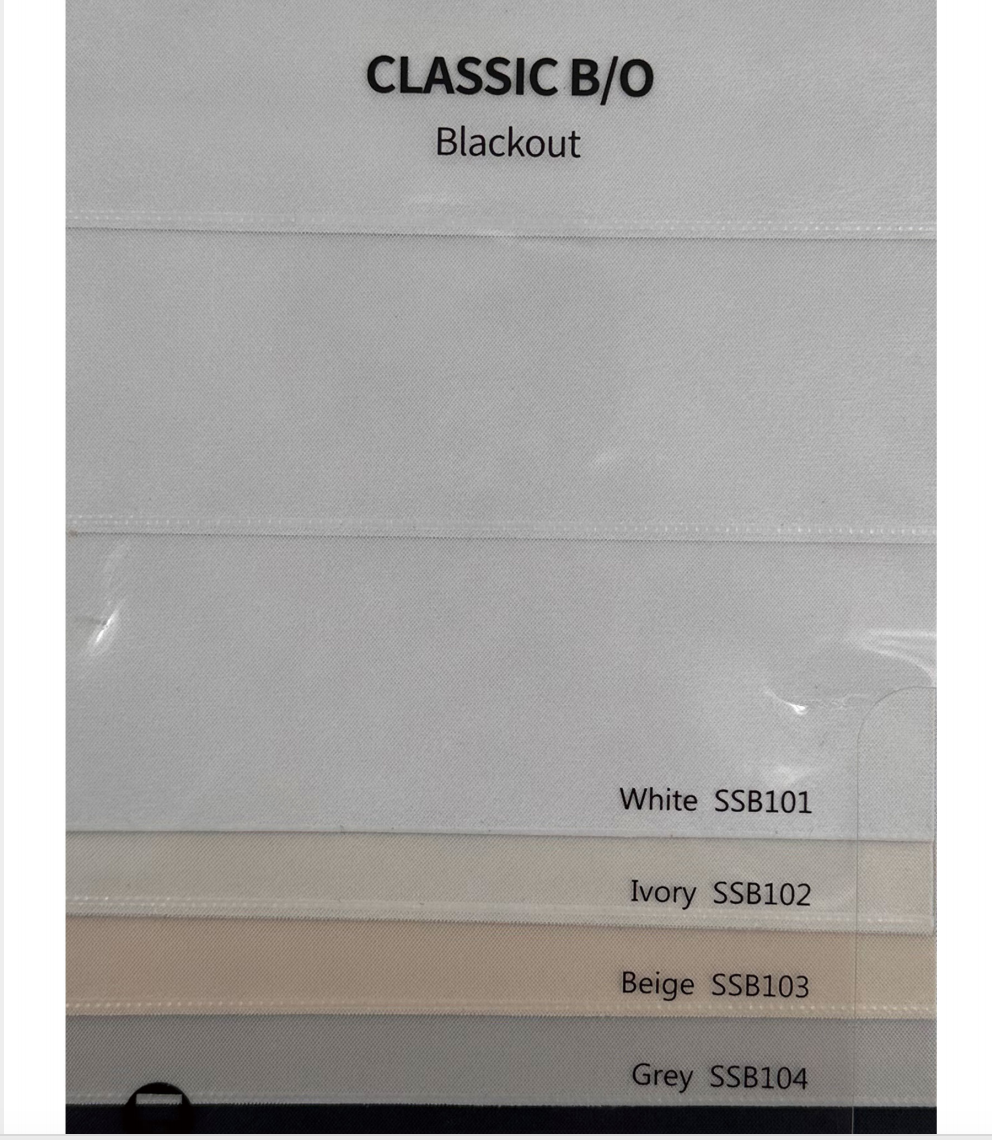 CLASSIC B/O
Blackout
White SSB101
Ivory SSB102
Beige SSB103
Grey SSB104